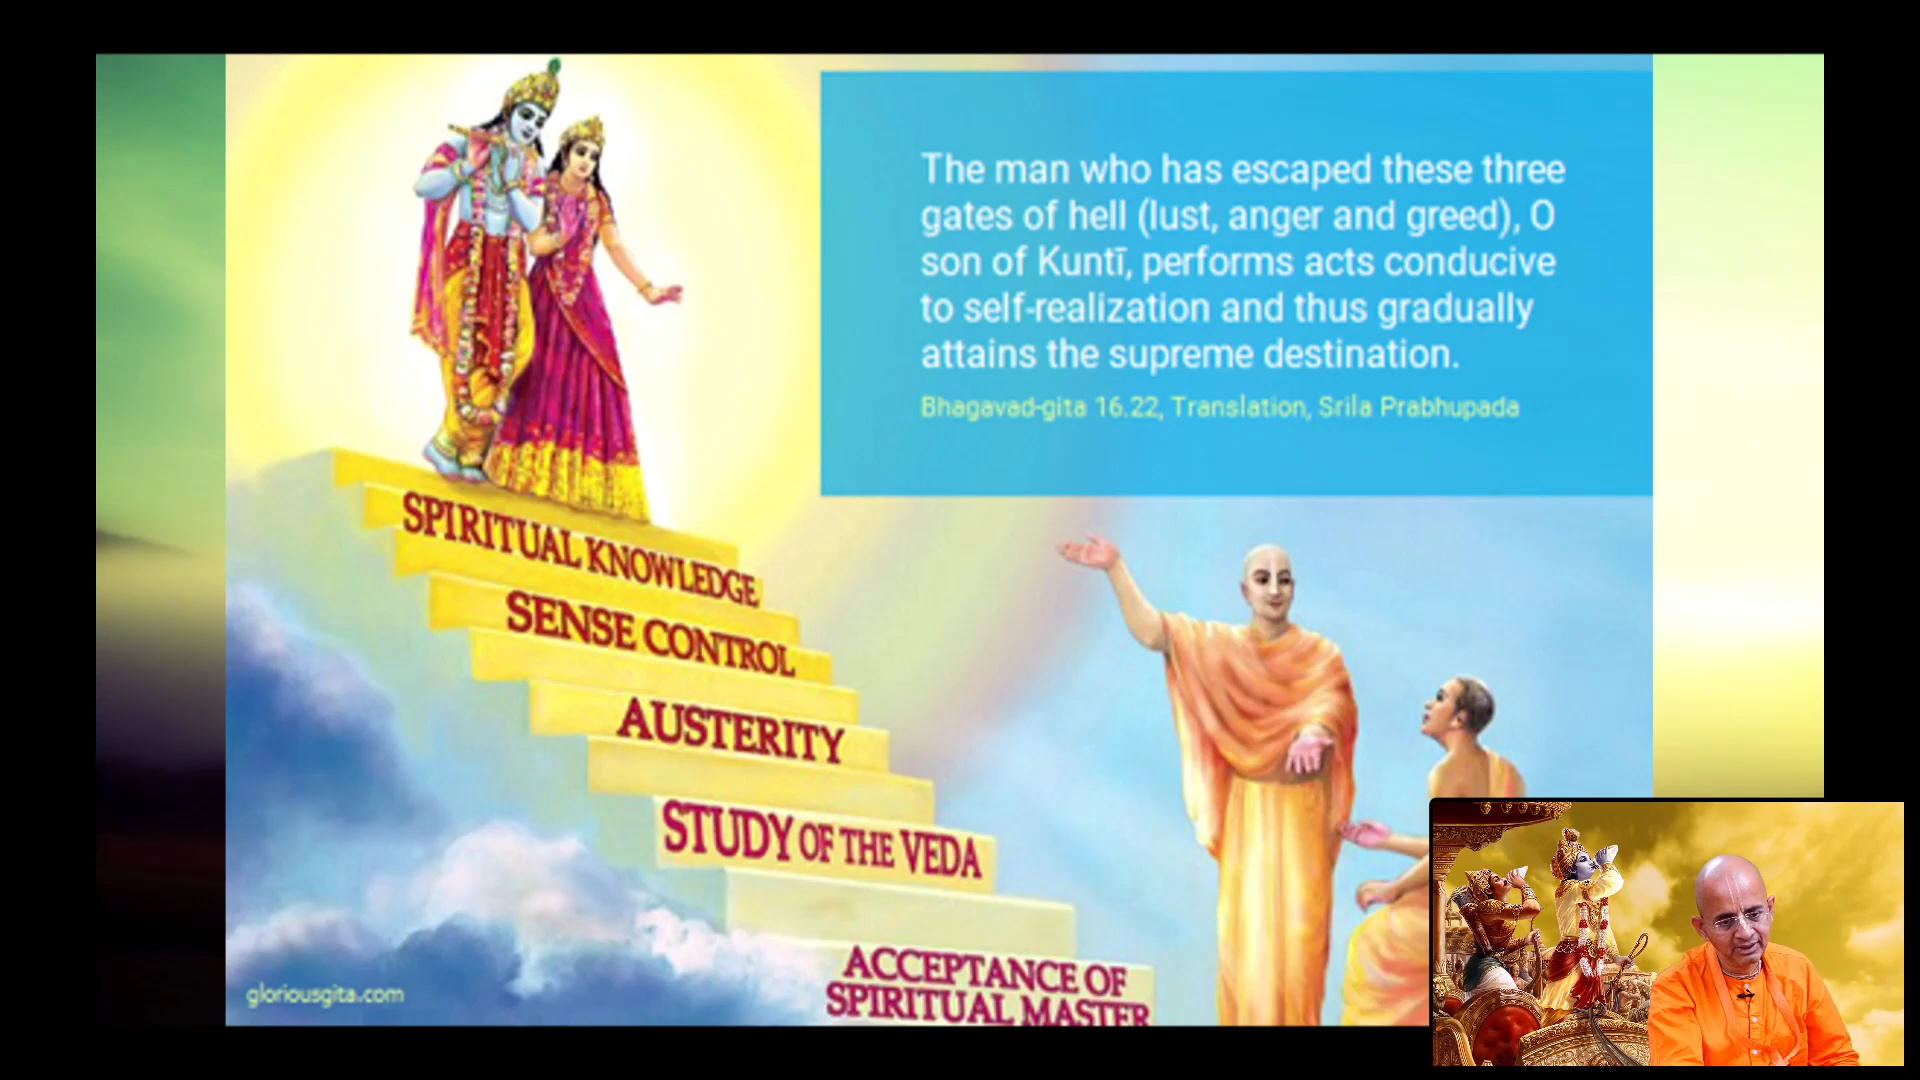 The man who has escaped these three
gates of hell (lust, anger and greed), O
son of Kuntī, performs acts conducive
to self-realization and thus gradually
attains the supreme destination.
Bhagavad-gita 16.22, Translation, Srila Prabhupada
SPIRITUAL KNOWLEDGE
SENSE CONTROL
AUSTERITY
STUDY OF THE VEDA
ACCEPTANCE OF
SPIRITUAL MASTER
gloriousgita.com